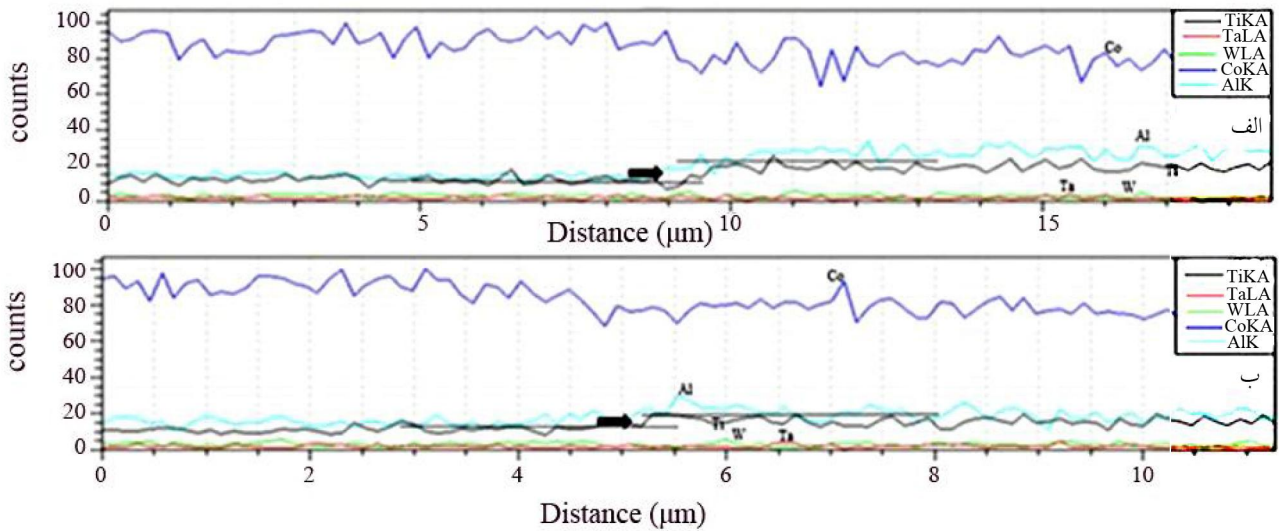 100
80
60
40
20
0
counts
TiKA
TaLA
WLA
CoKA
AlK
الف
Co
Al
Ti
Ta
W
0 5 10 15
Distance (μm)
100
80
60
40
20
0
counts
TiKA
TaLA
WLA
CoKA
AlK
ب
Co
Al
Ti
W
Ta
0 2 4 6 8 10
Distance (μm)